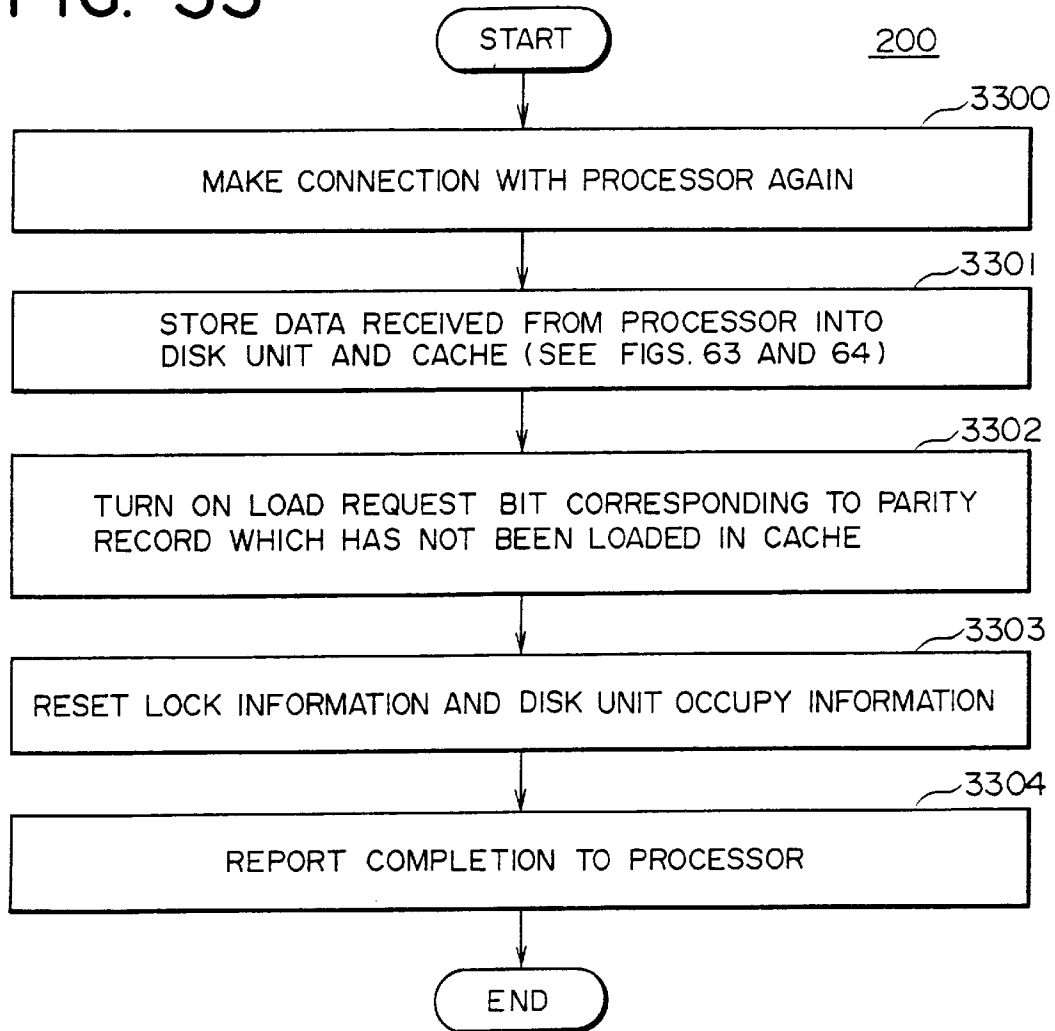 FIG. 33
START
200
3300
MAKE CONNECTION WITH PROCESSOR AGAIN
3301
STORE DATA RECEIVED FROM PROCESSOR INTO
DISK UNIT AND CACHE (SEE FIGS. 63 AND 64)
3302
TURN ON LOAD REQUEST BIT CORRESPONDING TO PARITY
RECORD WHICH HAS NOT BEEN LOADED IN CACHE
3303
RESET LOCK INFORMATION AND DISK UNIT OCCUPY INFORMATION
3304
REPORT COMPLETION TO PROCESSOR
END